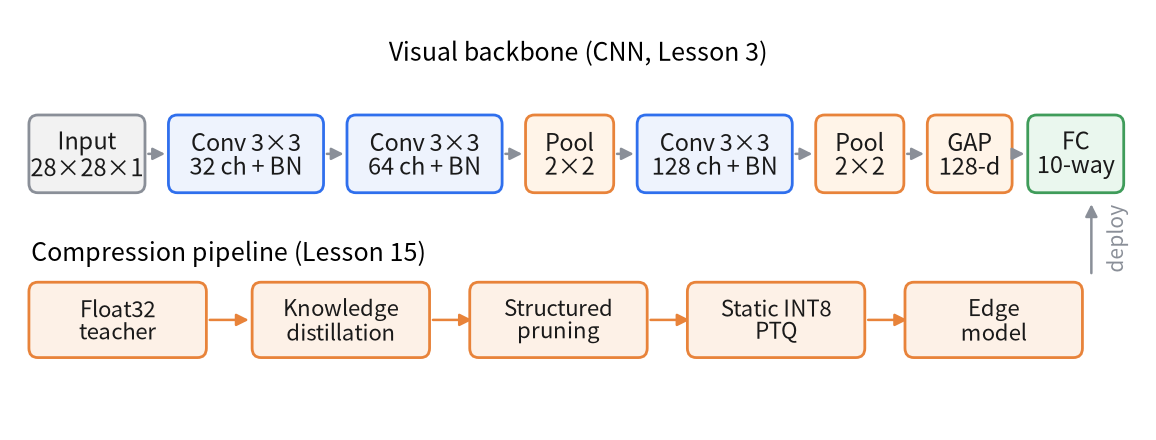 Visual backbone (CNN, Lesson 3)
Input
28×28×1
Conv 3×3
32 ch + BN
Conv 3×3
64 ch + BN
Pool
2×2
Conv 3×3
128 ch + BN
Pool
2×2
GAP
128-d
FC
10-way
deploy
Compression pipeline (Lesson 15)
Float32
teacher
Knowledge
distillation
Structured
pruning
Static INT8
PTQ
Edge
model